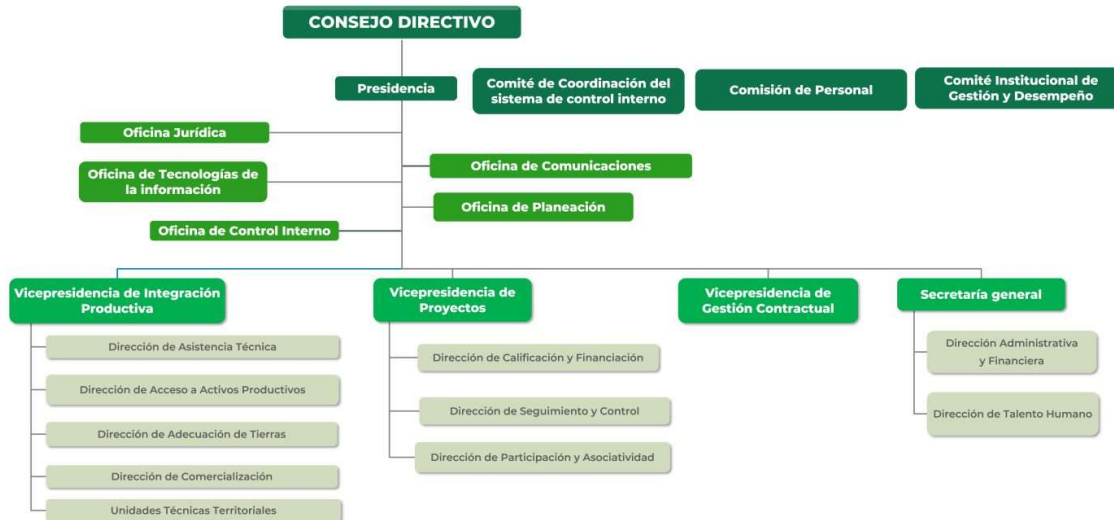 CONSEJO DIRECTIVO
Presidencia
Comité de Coordinación del
sistema de control interno
Comisión de Personal
Comité Institucional de
Gestión y Desempeño
Oficina Jurídica
Oficina de Comunicaciones
Oficina de Tecnologías de
la información
Oficina de Planeación
Oficina de Control Interno
Vicepresidencia de Integración
Productiva
Dirección de Asistencia Técnica
Dirección de Acceso a Activos Productivos
Dirección de Adecuación de Tierras
Dirección de Comercialización
Unidades Técnicas Territoriales
Vicepresidencia de
Proyectos
Dirección de Calificación y Financiación
Dirección de Seguimiento y Control
Dirección de Participación y Asociatividad
Vicepresidencia de
Gestión Contractual
Secretaría general
Dirección Administrativa
y Financiera
Dirección de Talento Humano